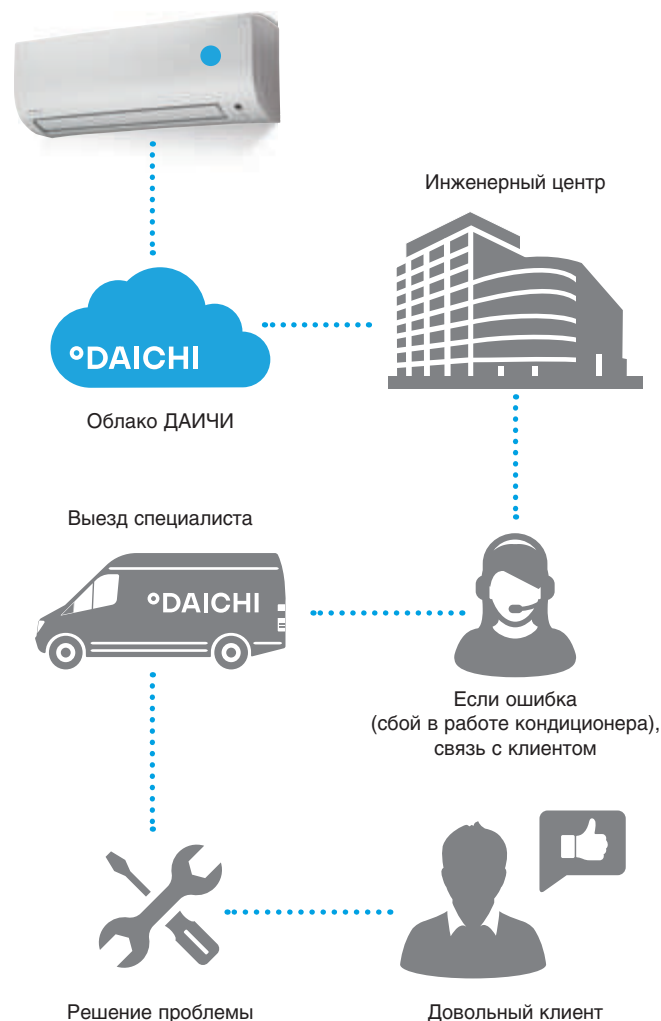 Инженерный центр
°DAICHI
Облако ДАИЧИ
Выезд специалиста
°DAICHI
Если ошибка
(сбой в работе кондиционера),
связь с клиентом
Решение проблемы
Довольный клиент